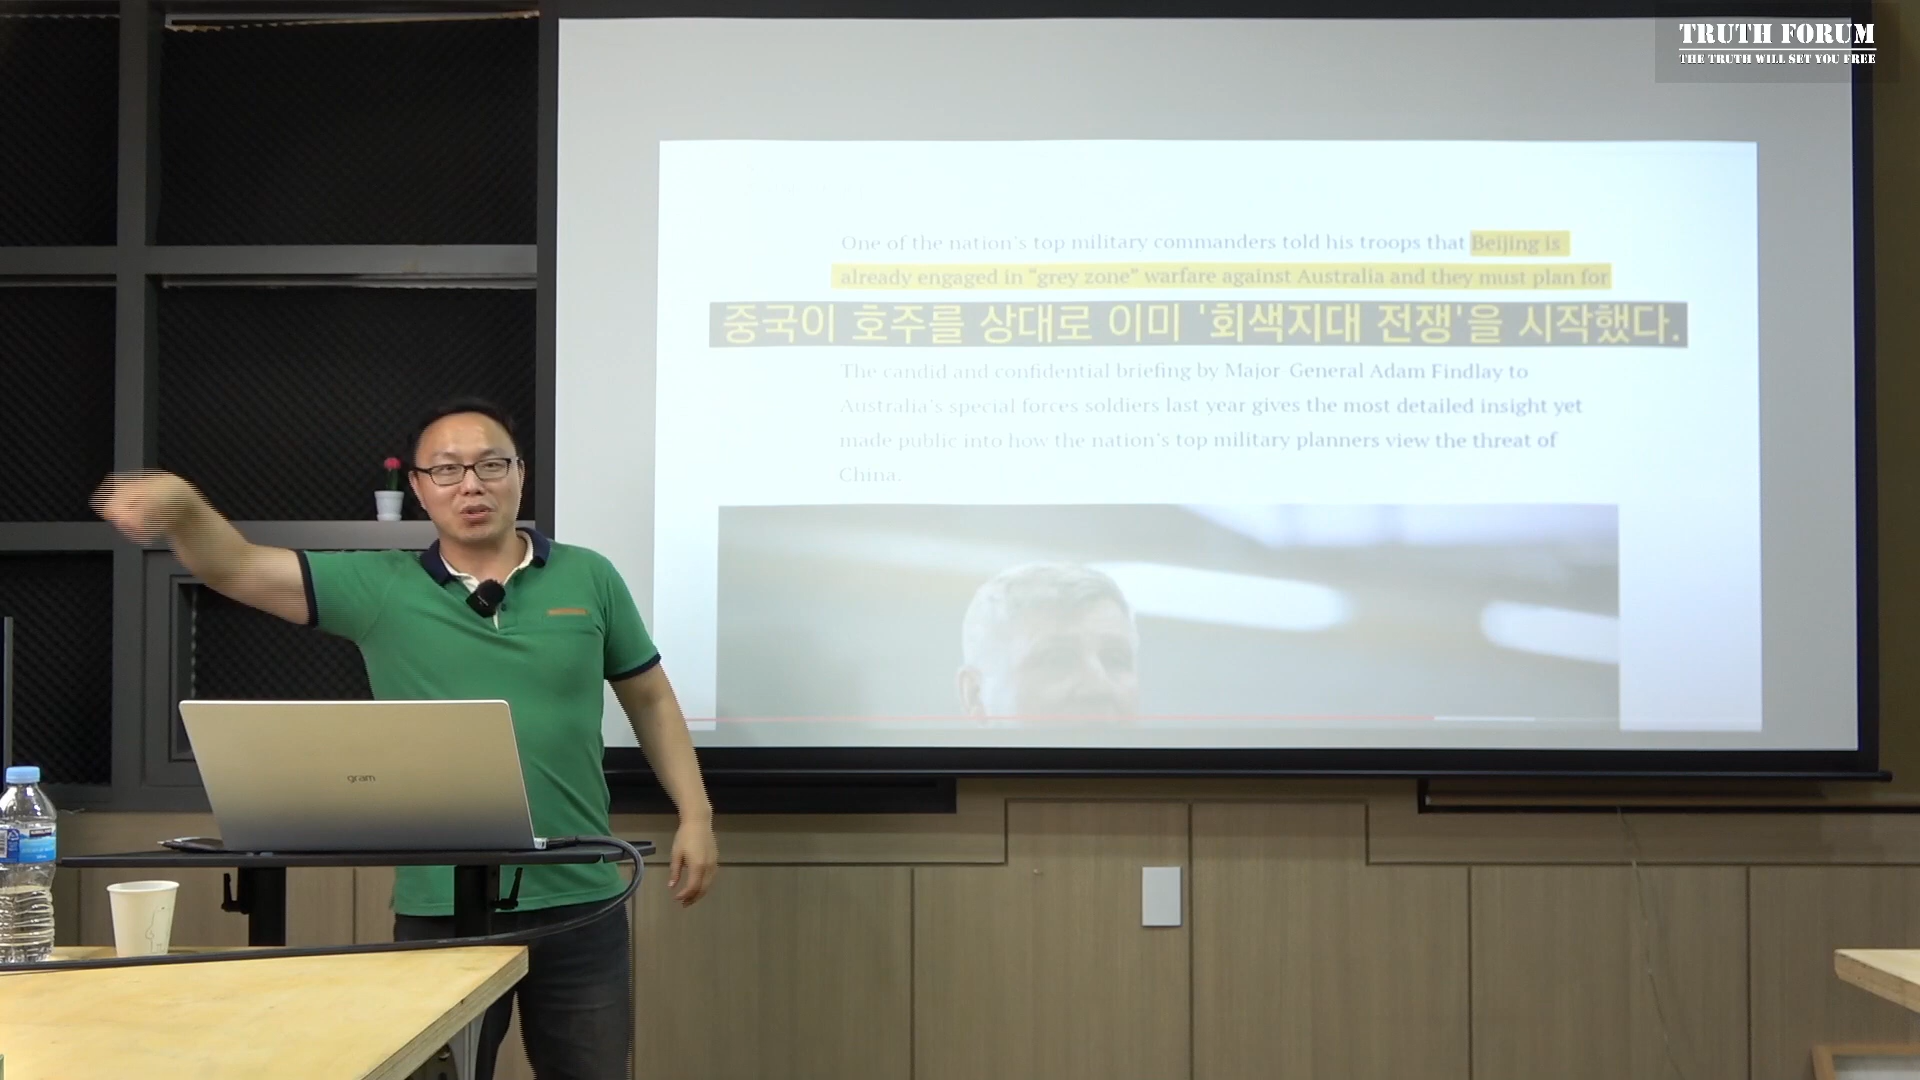 TRUTH FORUM
THE TRUTH WILL SET YOU FREE
One of the nation's top military commanders told his troops that Beijing is
already engaged in “grey zone” warfare against Australia and they must plan for
중국이 호주를 상대로 이미 '회색지대 전쟁'을 시작했다.
The candid and confidential briefing by Major-General Adam Findlay to
Australia's special forces soldiers last year gives the most detailed insight yet
made public into how the nation's top military planners view the threat of
China.
gram